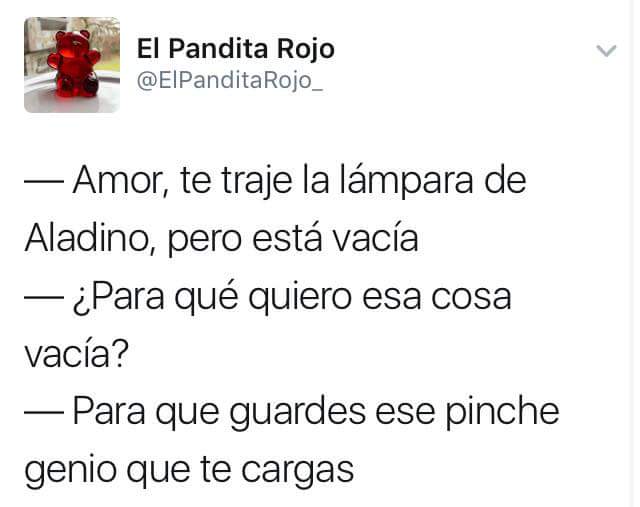 El Pandita Rojo
@ElPanditaRojo_
— Amor, te traje la lámpara de
Aladino, pero está vacía
— ¿Para qué quiero esa cosa
vacía?
— Para que guardes ese pinche
genio que te cargas